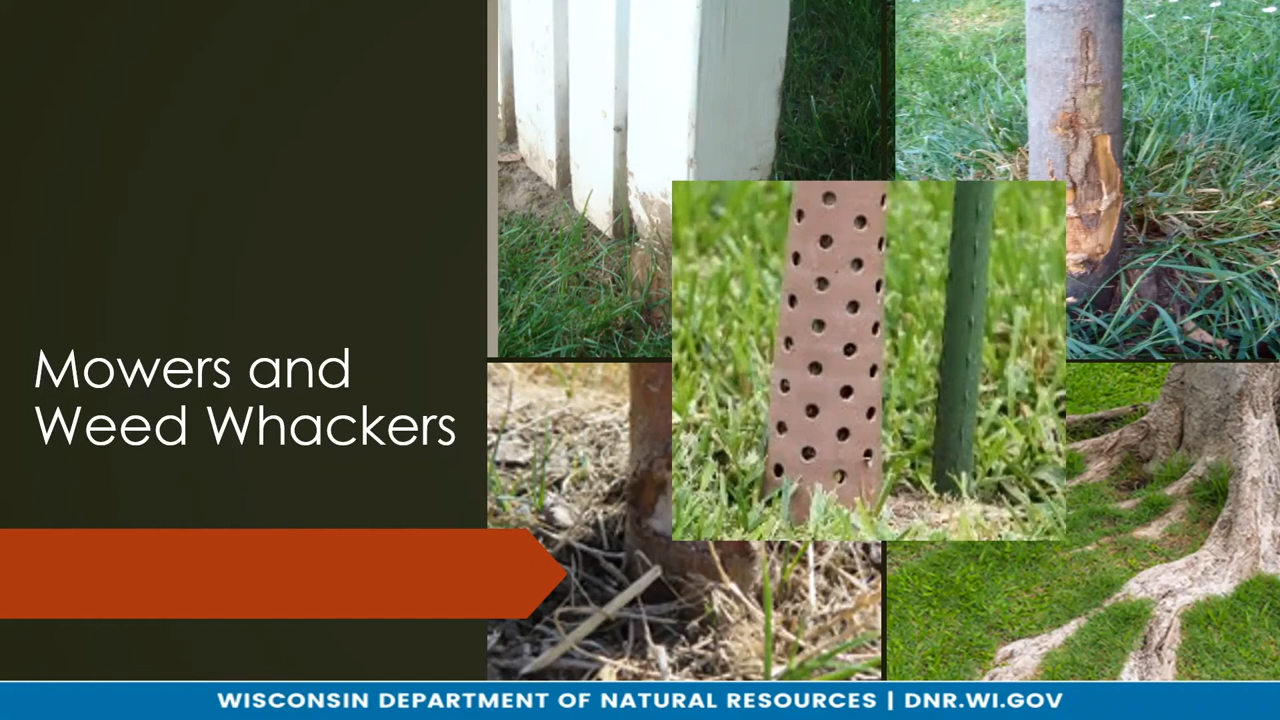 Mowers and
Weed Whackers
WISCONSIN DEPARTMENT OF NATURAL RESOURCES | DNR.WI.GOV